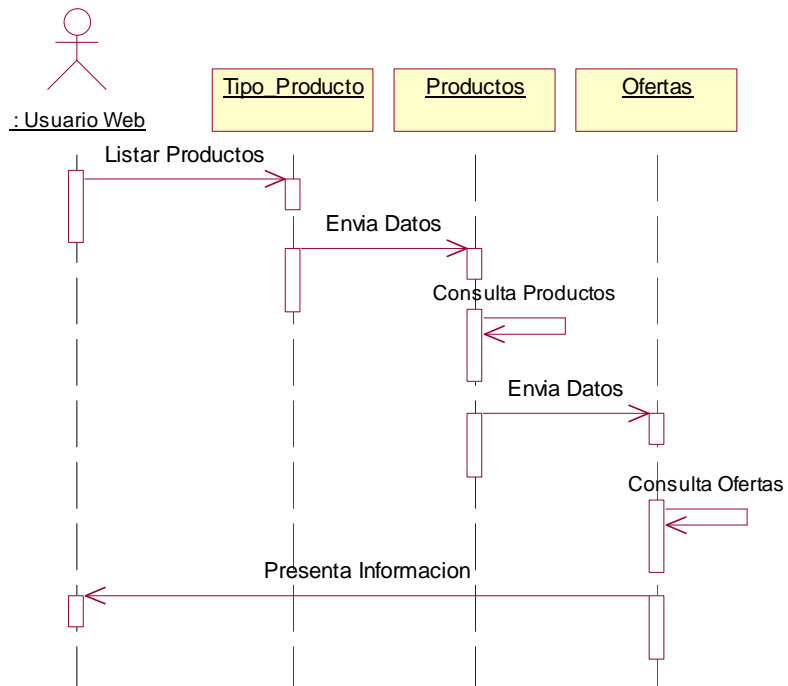 Tipo_Producto
Productos
Ofertas
: Usuario Web
Listar Productos
Envia Datos
Consulta Productos
Envia Datos
Consulta Ofertas
Presenta Informacion